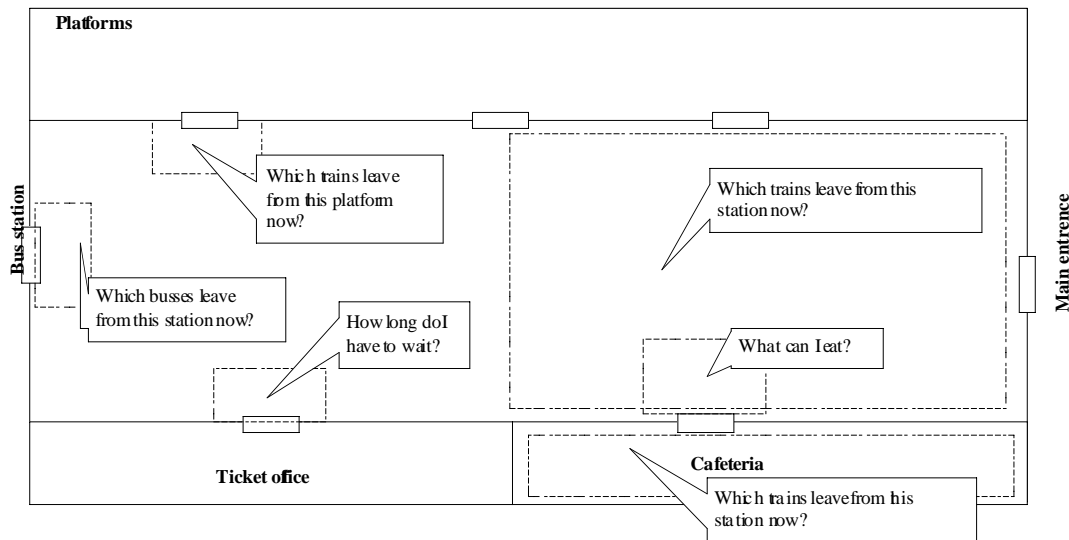 Platforms
Which trains leave
from this platform
now?
Which trains leave from this
station now?
Bus station
Main entrence
Which busses leave
from this station now?
How long do I
have to wait?
What can I eat?
Ticket office
Cafeteria
Which trains leave from his
station now?